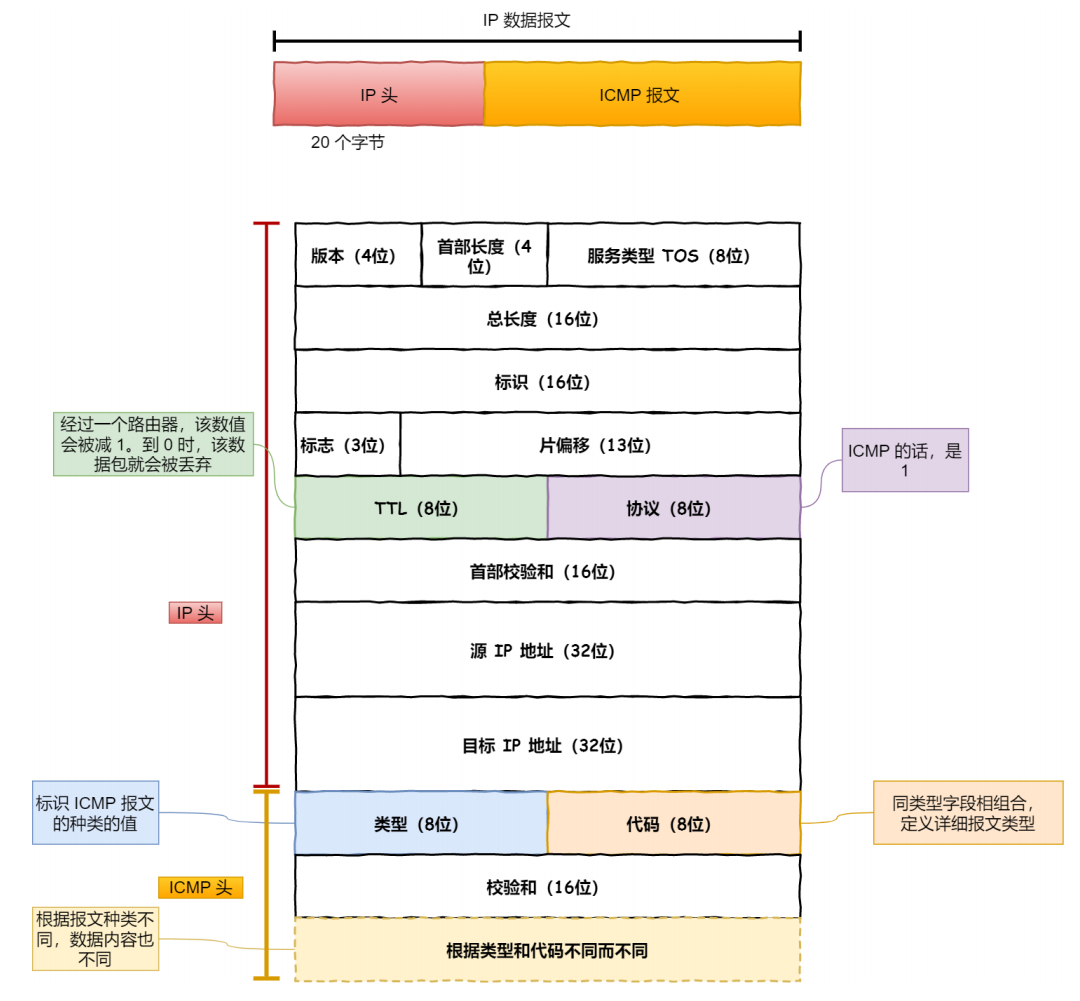 IP 数据报文
IP 头
ICMP 报文
20 个字节
版本（4位）
首部长度（4
位）
服务类型 TOS（8位）
总长度（16位）
标识（16位）
经过一个路由器，该数值
会被减 1。到 0 时，该数
据包就会被丢弃
标志（3位）
片偏移（13位）
ICMP 的话，是
1
TTL（8位）
协议（8位）
首部校验和（16位）
IP 头
源 IP 地址（32位）
目标 IP 地址（32位）
标识 ICMP 报文
的种类的值
类型（8位）
代码（8位）
同类型字段相组合，
定义详细报文类型
ICMP 头
校验和（16位）
根据报文种类不
同，数据内容也
不同
根据类型和代码不同而不同